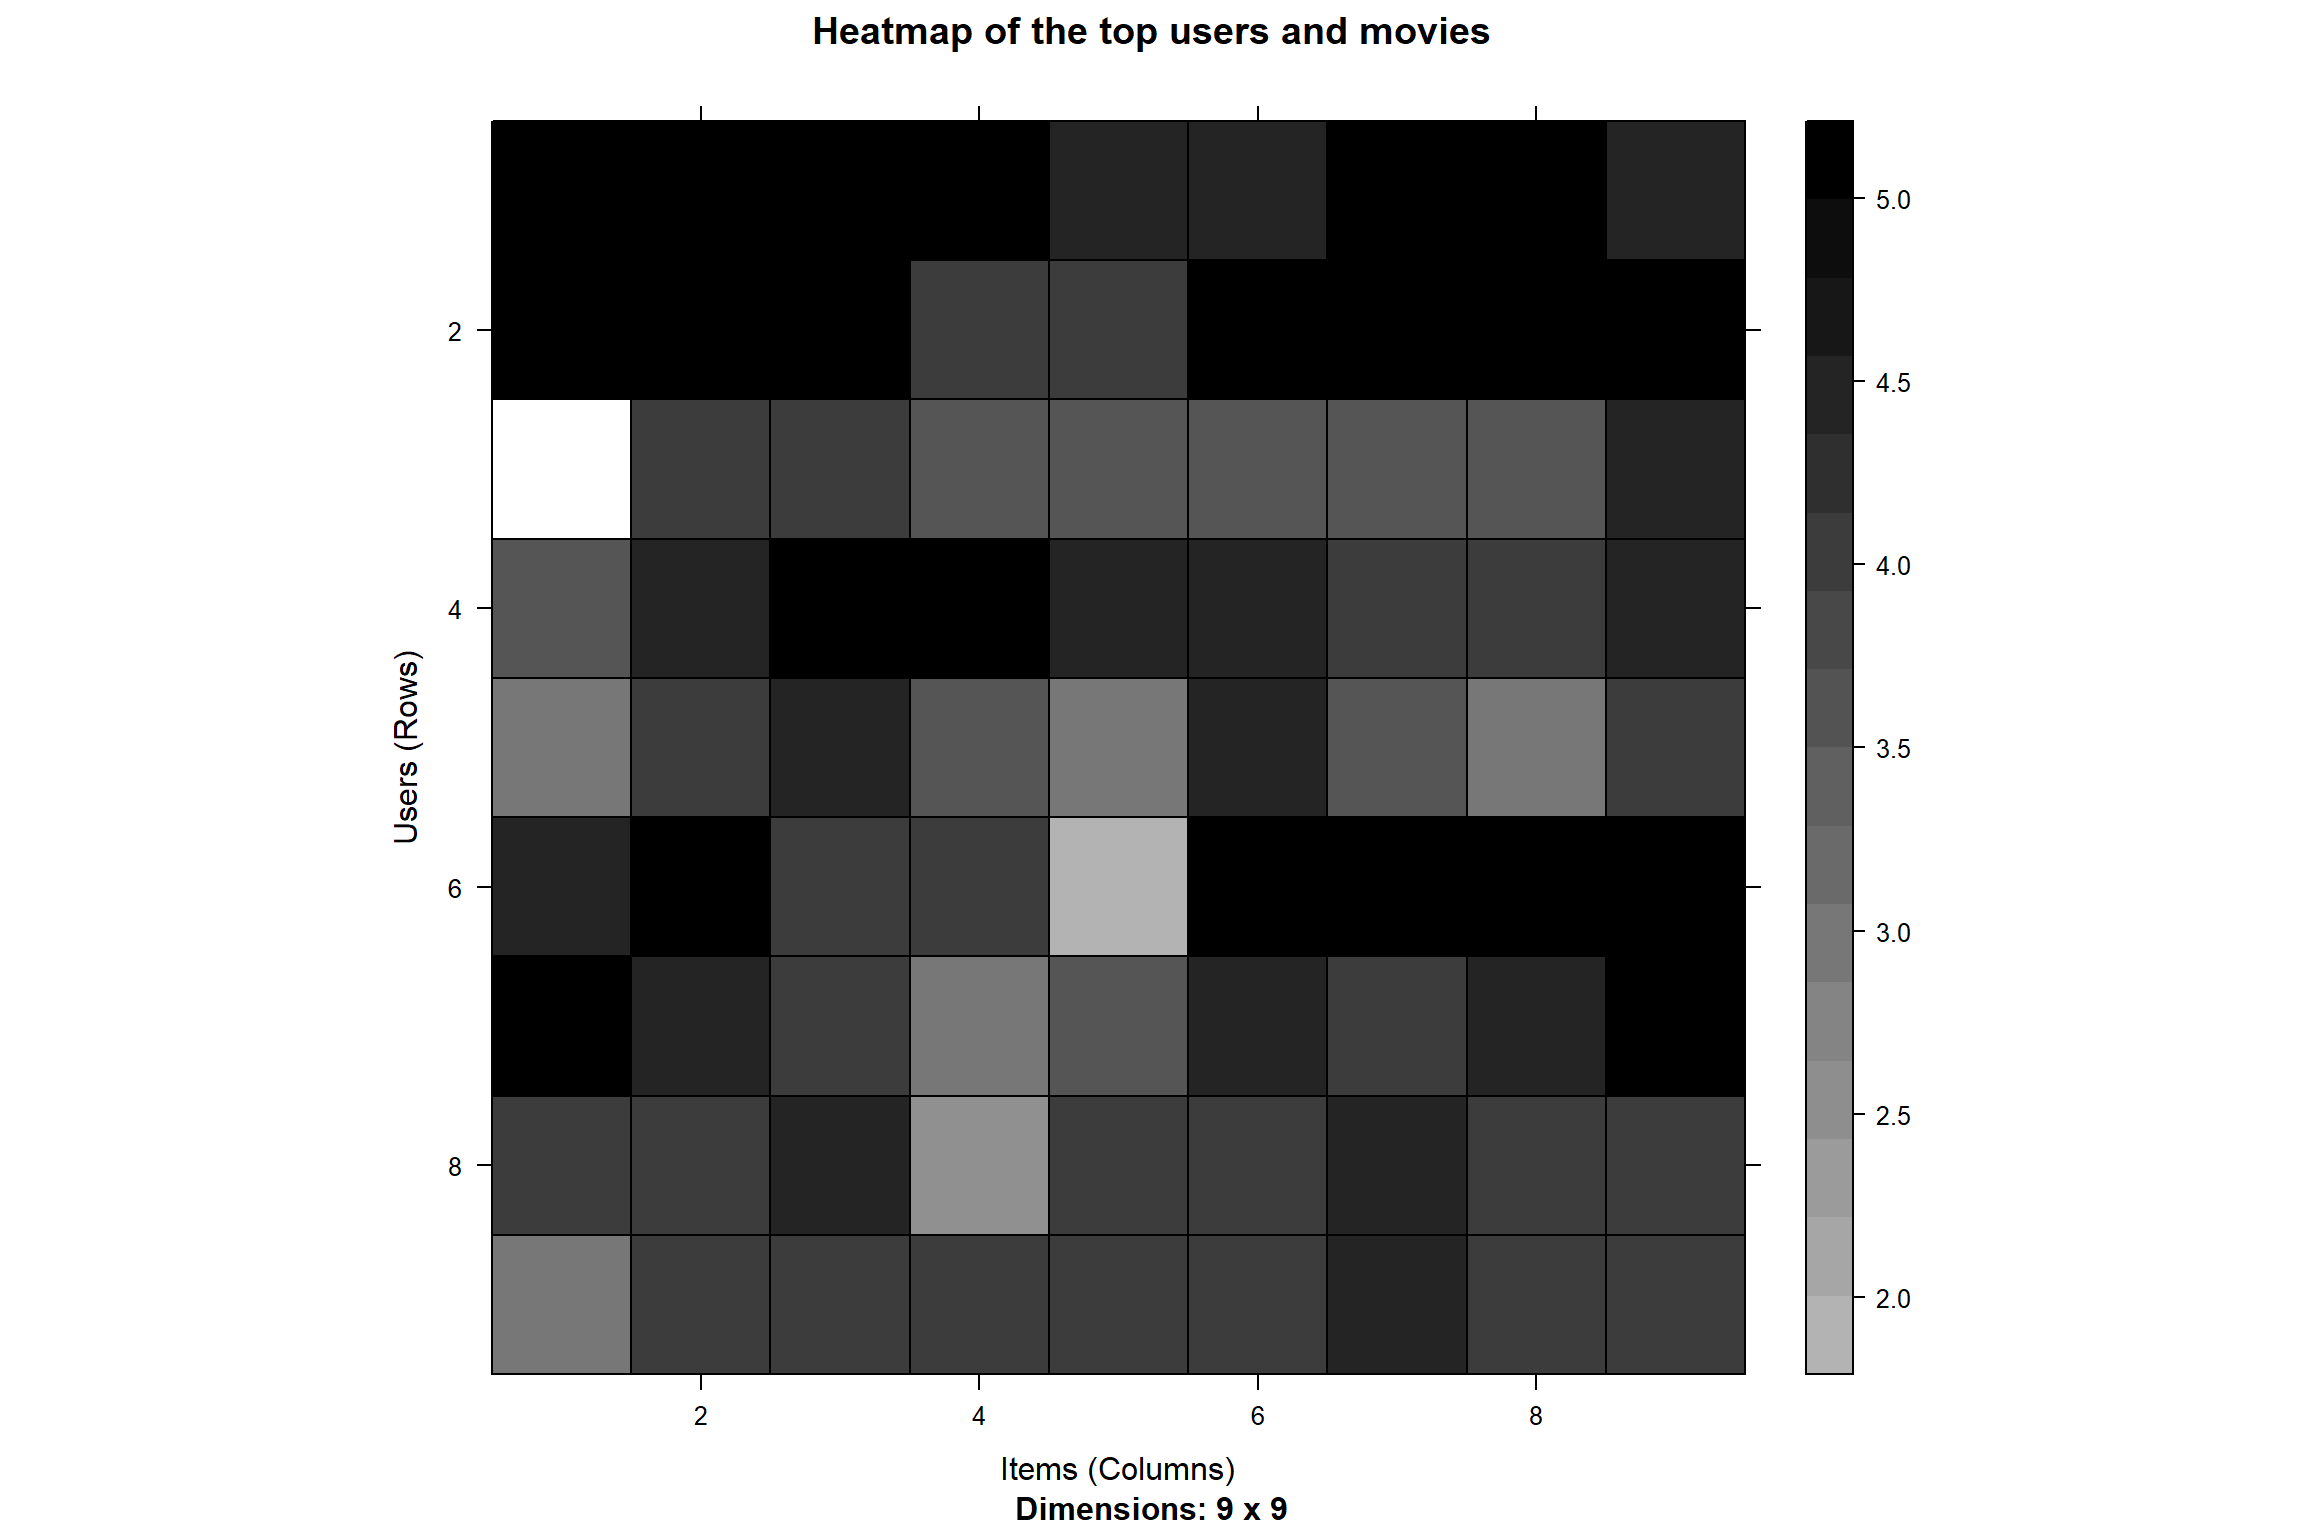 Heatmap of the top users and movies
5.0
4.5
4.0
3.5
3.0
2.5
2.0
Users (Rows)
2
4
6
8
2 4 6 8
Items (Columns)
Dimensions: 9 x 9